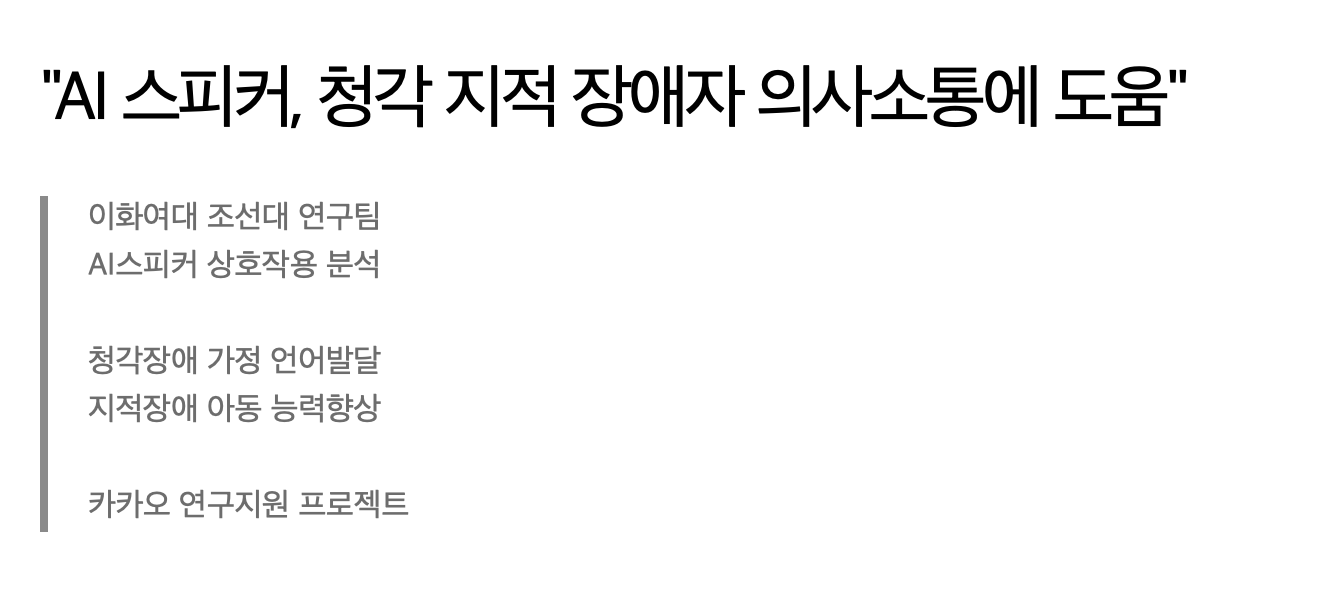 "AI 스피커, 청각 지적 장애자 의사소통에 도움"
이화여대 조선대 연구팀
AI스피커 상호작용 분석
청각장애 가정 언어발달
지적장애 아동 능력향상
카카오 연구지원 프로젝트